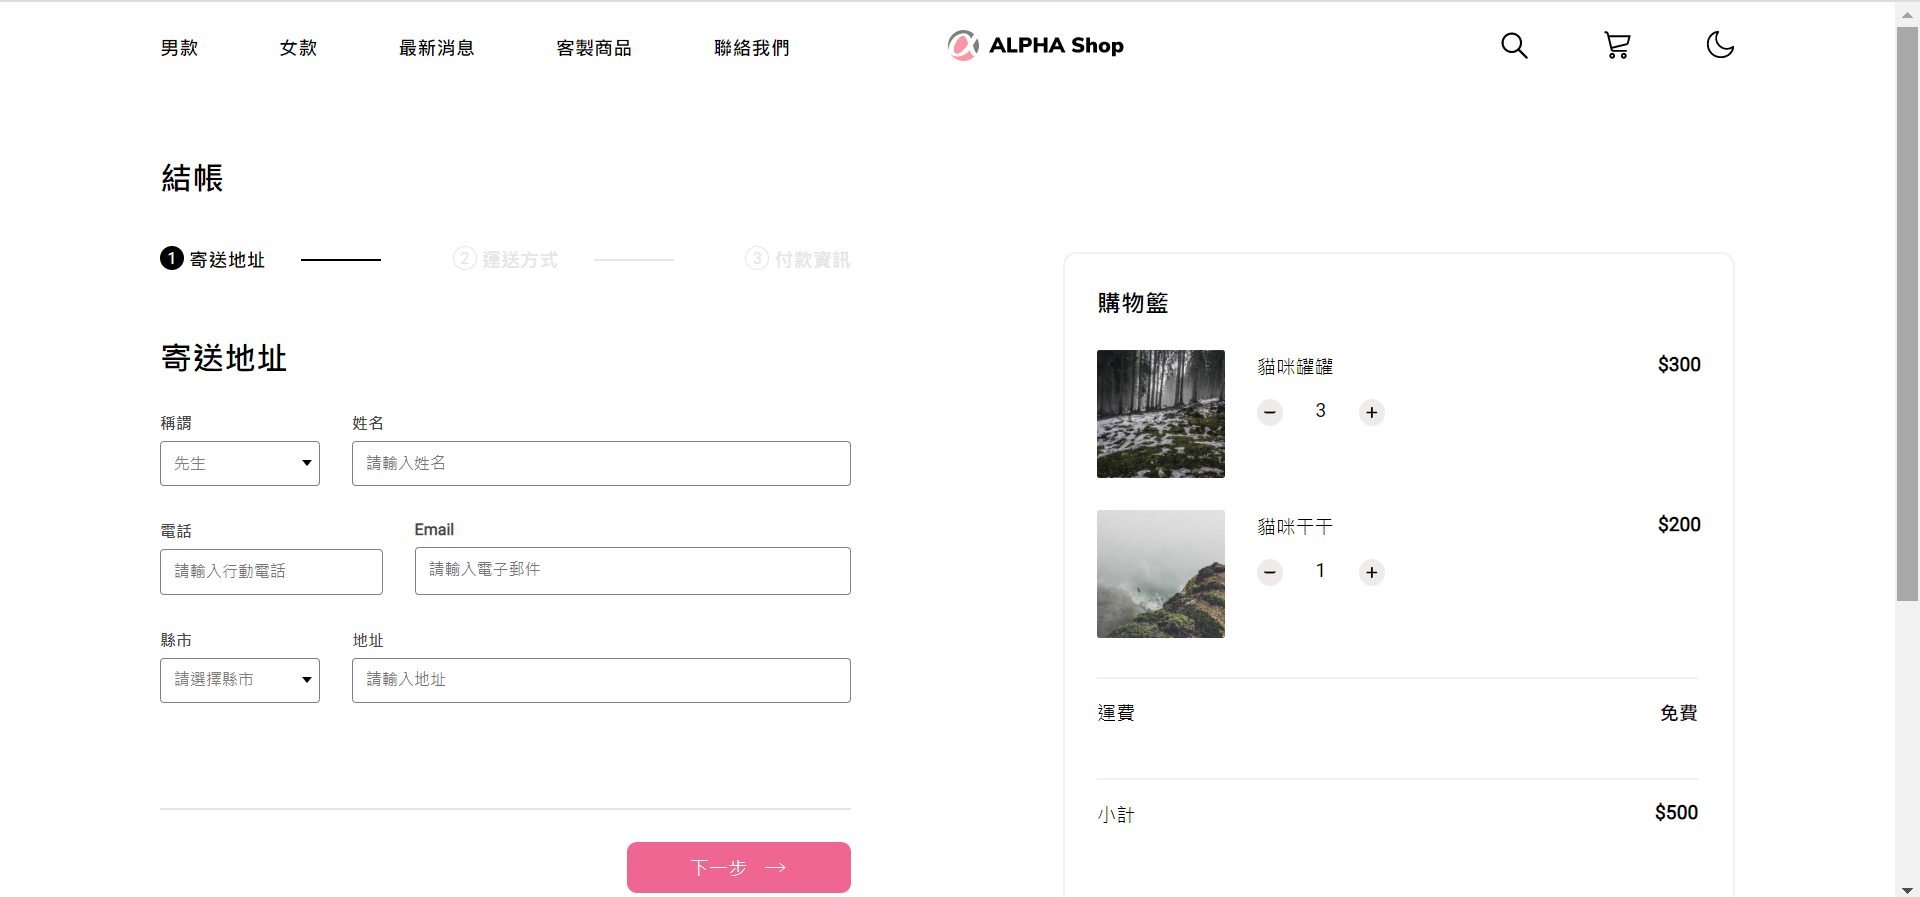 男款 女款 最新消息 客製商品 聯絡我們 ALPHA Shop
結帳
1 寄送地址 2 運送方式 3 付款資訊
寄送地址
稱謂 姓名
先生 請輸入姓名
電話 Email
請輸入行動電話 請輸入電子郵件
縣市 地址
請選擇縣市 請輸入地址
下一步
購物籃
貓咪罐罐 $300
3
貓咪干干 $200
1
運費 免費
小計 $500